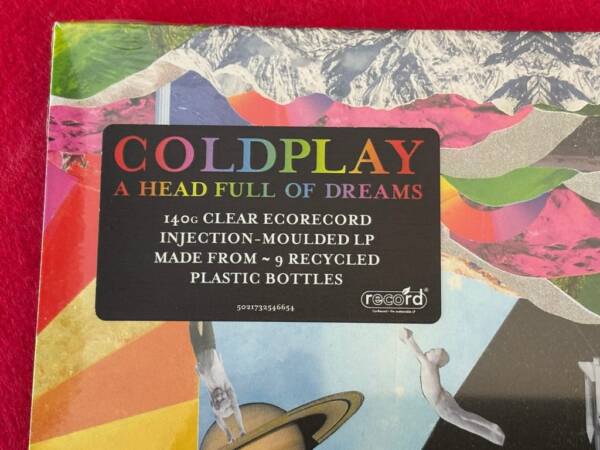 COLDPLAY
A HEAD FULL OF DREAMS
140G CLEAR ECORECORD
INJECTION-MOULDED LP
MADE FROM ~ 9 RECYCLED
PLASTIC BOTTLES
5021732546654
record®